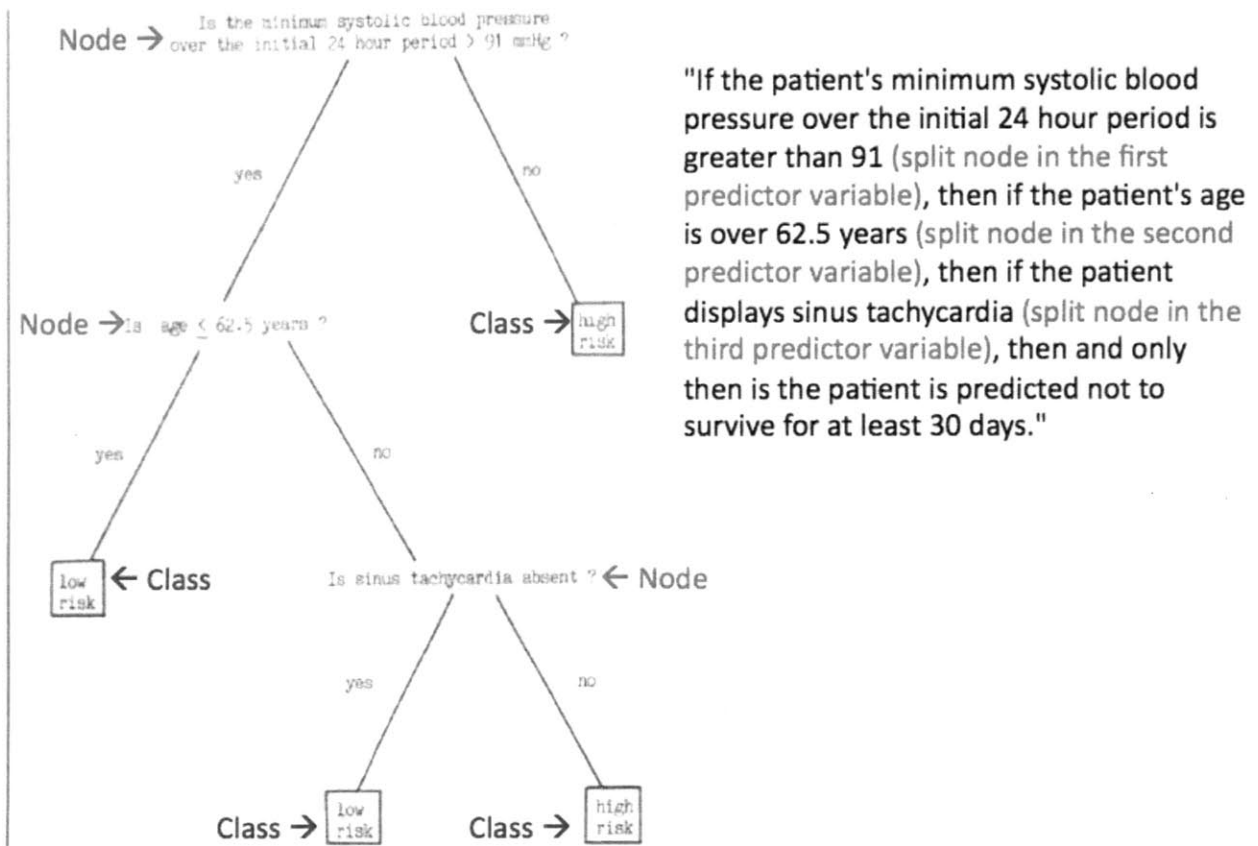 Is the minimum systolic blood pressure
Node → over the initial 24 hour period > 91 mmHg ?
"If the patient's minimum systolic blood
pressure over the initial 24 hour period is
greater than 91 (split node in the first
predictor variable), then if the patient's age
is over 62.5 years (split node in the second
predictor variable), then if the patient
displays sinus tachycardia (split node in the
third predictor variable), then and only
then is the patient is predicted not to
survive for at least 30 days."
yes
no
Node → Is age ≤ 62.5 years ?
Class → high
risk
yes
no
low
risk
← Class
Is sinus tachycardia absent ? ← Node
yes
no
Class → low
risk
Class → high
risk